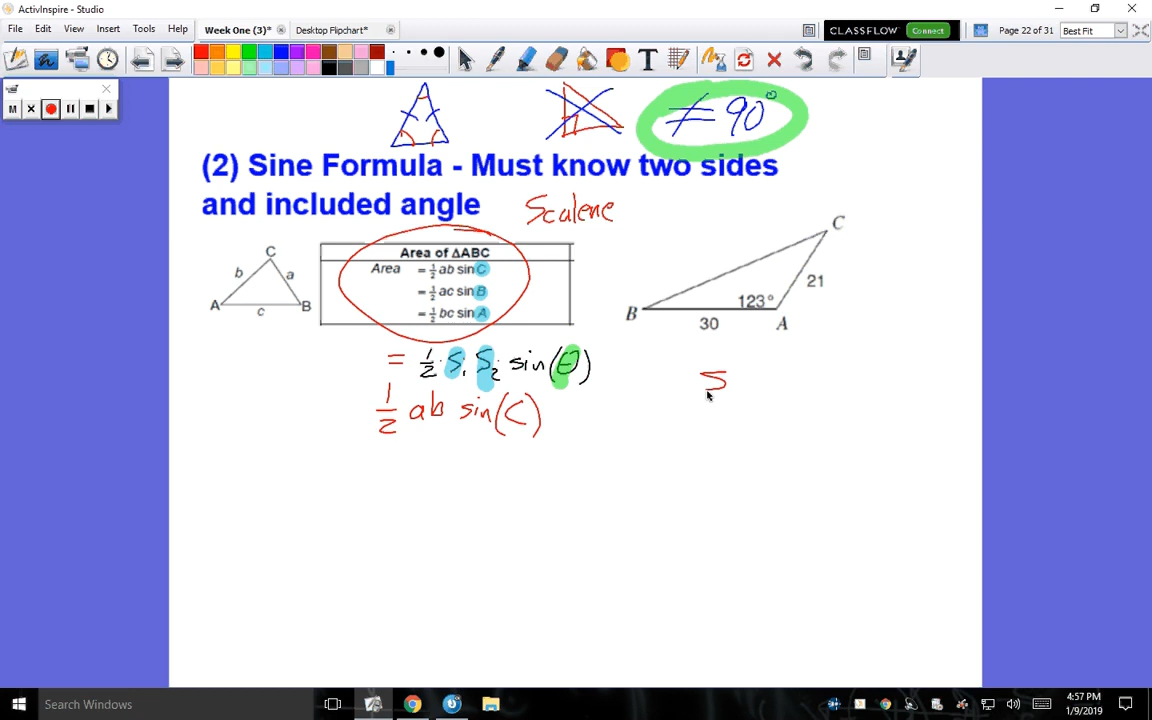 ActivInspire - Studio
File Edit View Insert Tools Help
Week One (3)* Desktop Flipchart*
CLASSFLOW Connect
Page 22 of 31 Best Fit
M
≠ 90°
(2) Sine Formula - Must know two sides
and included angle
Scalene
C
b a
A B
c
Area of ΔABC
Area = ½ ab sin C
= ½ ac sin B
= ½ bc sin A
C
21
123°
B A
30
= ½ · S₁ · S₂ sin(θ)
½ ab sin(C)
S
Search Windows
4:57 PM
1/9/2019